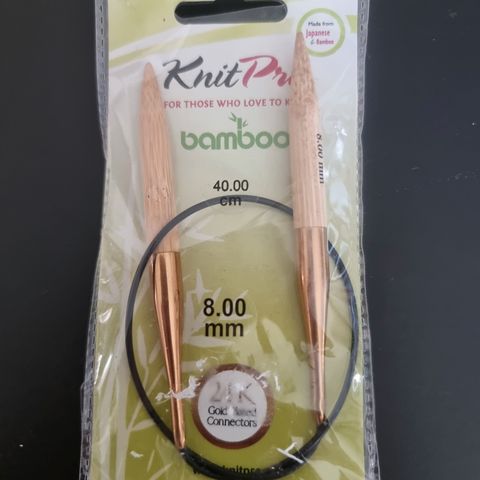 Made from
Japanese
Bamboo
KnitPr
FOR THOSE WHO LOVE TO K
bamboo
8.00 mm
40.00
cm
8.00
mm
Gold Plated
Connectors